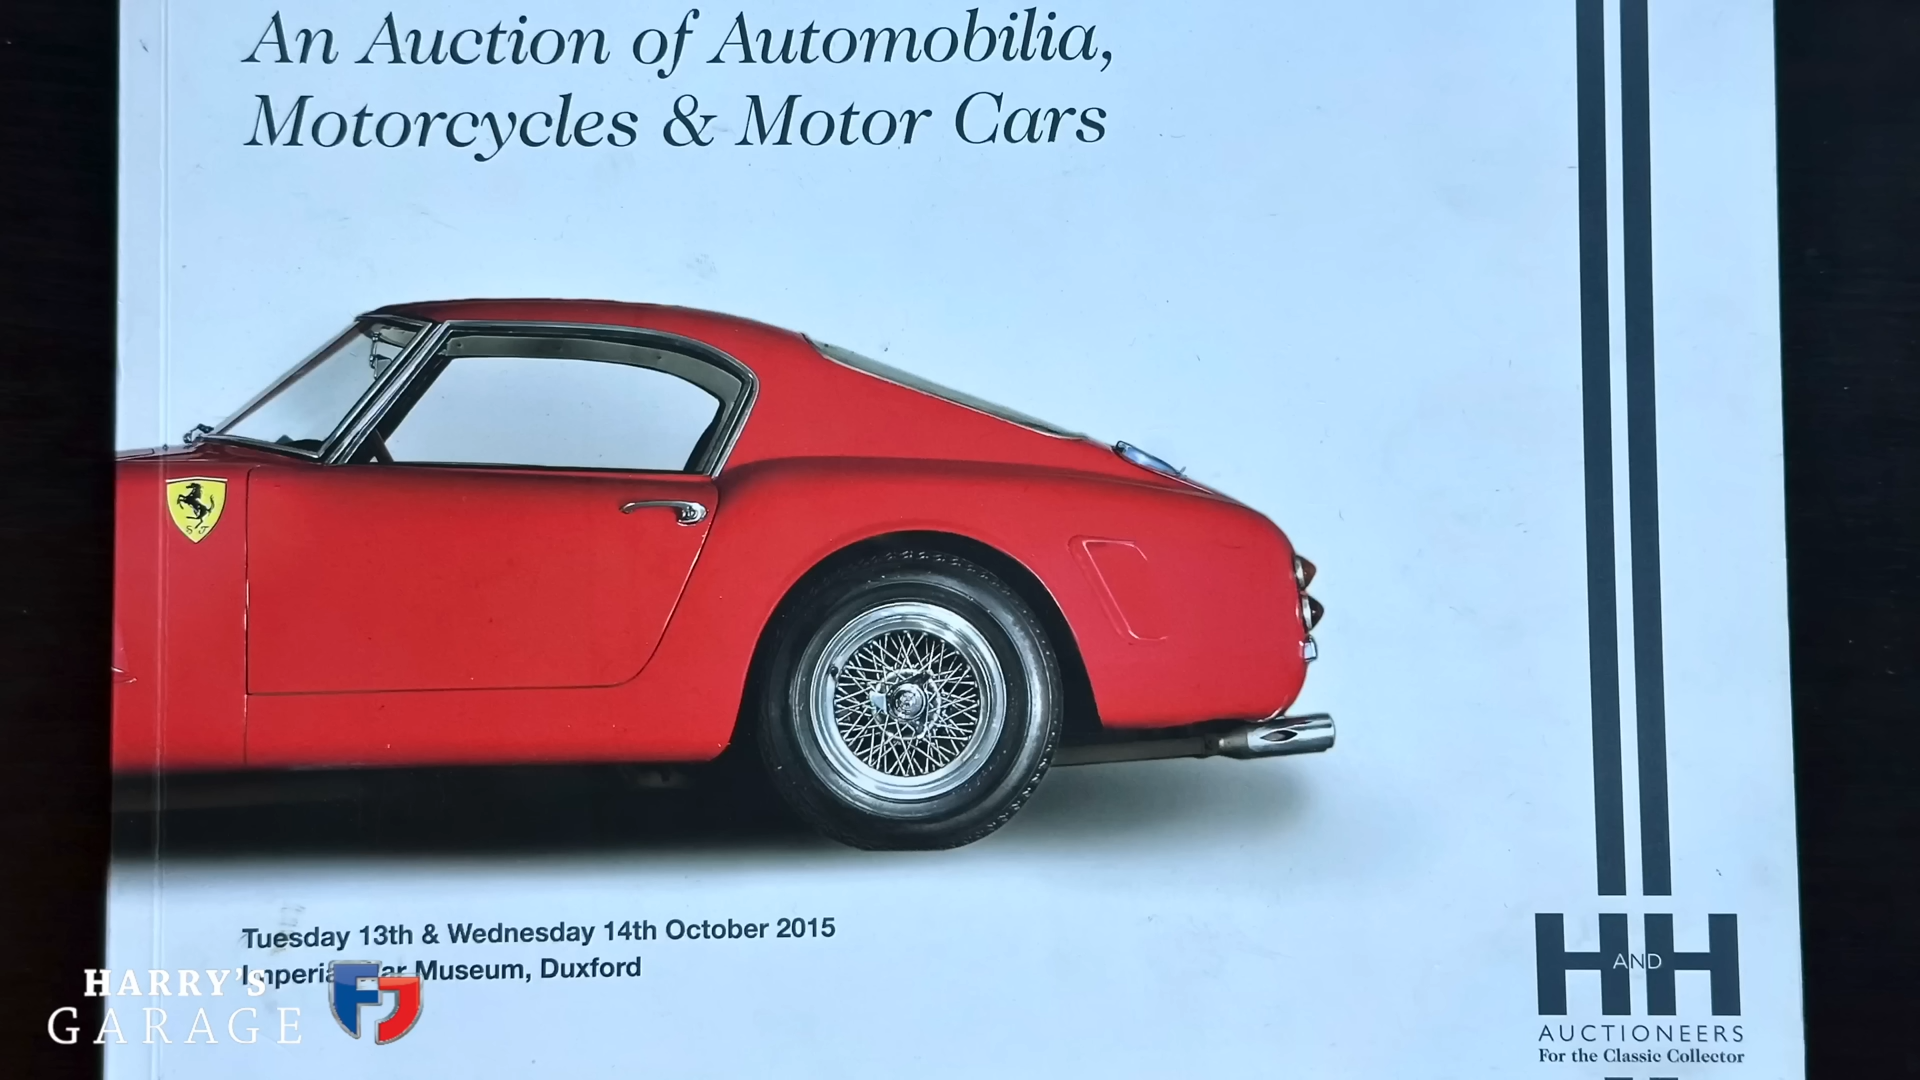 An Auction of Automobilia,
Motorcycles & Motor Cars
S F
Tuesday 13th & Wednesday 14th October 2015
Museum, Duxford
HARRY'S
GARAGE
H AND H
AUCTIONEERS
For the Classic Collector